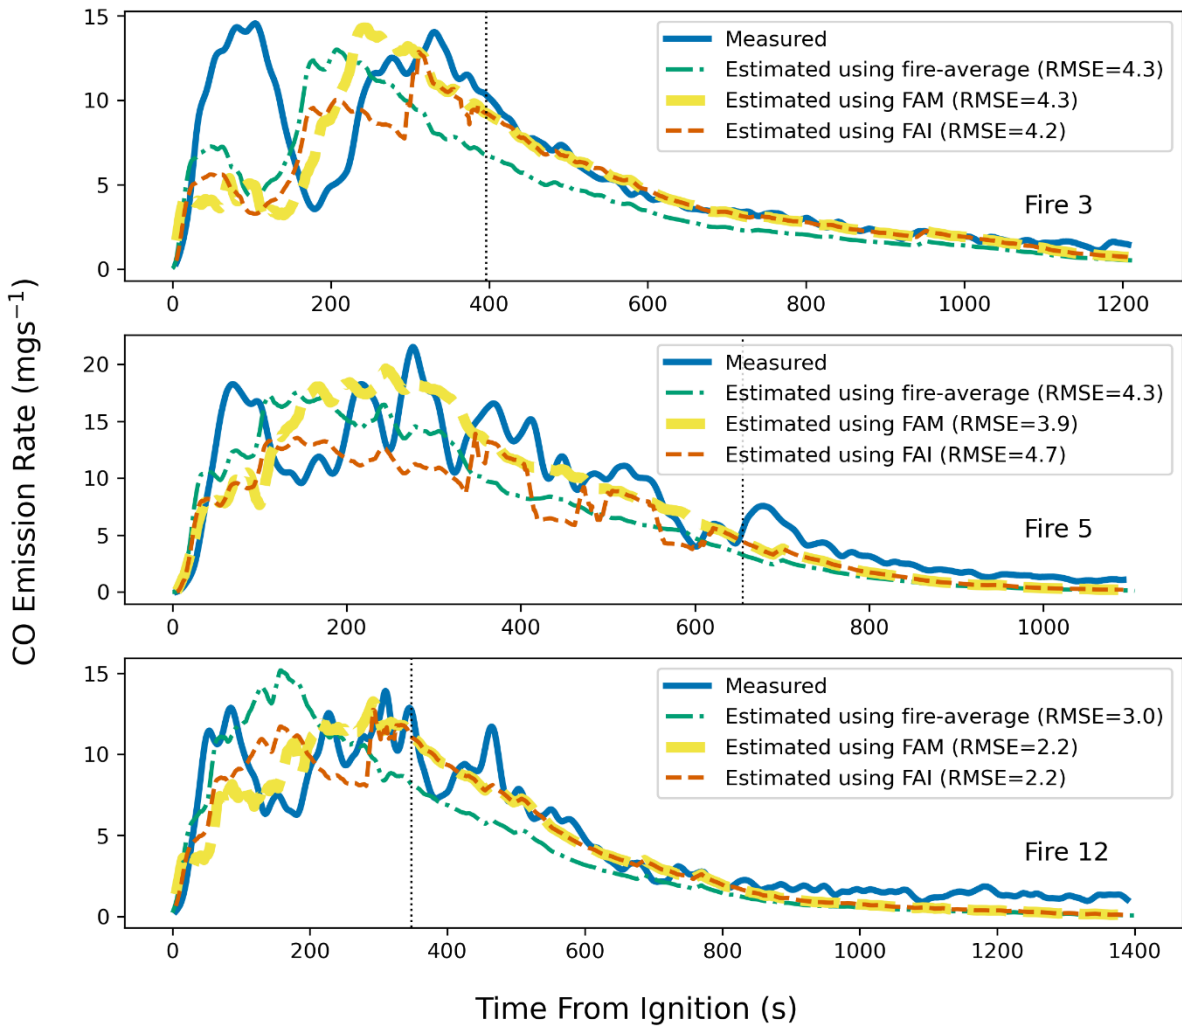 CO Emission Rate (mgs⁻¹)
15
10
5
0
Measured
Estimated using fire-average (RMSE=4.3)
Estimated using FAM (RMSE=4.3)
Estimated using FAI (RMSE=4.2)
Fire 3
0 200 400 600 800 1000 1200
20
15
10
5
0
Measured
Estimated using fire-average (RMSE=4.3)
Estimated using FAM (RMSE=3.9)
Estimated using FAI (RMSE=4.7)
Fire 5
0 200 400 600 800 1000
15
10
5
0
Measured
Estimated using fire-average (RMSE=3.0)
Estimated using FAM (RMSE=2.2)
Estimated using FAI (RMSE=2.2)
Fire 12
0 200 400 600 800 1000 1200 1400
Time From Ignition (s)